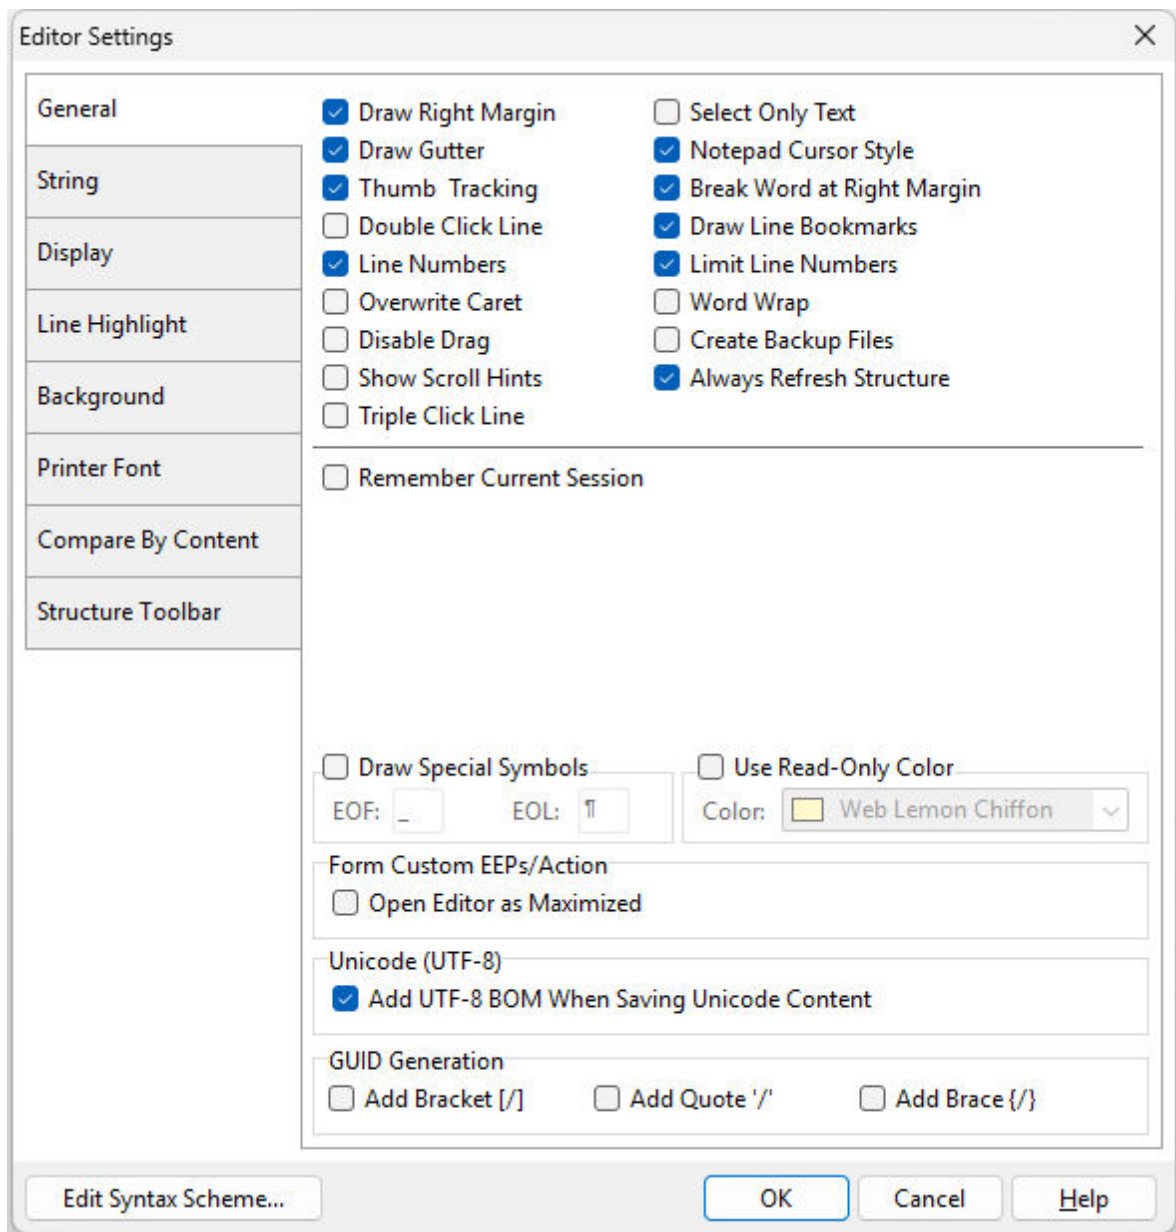 Editor Settings
General
String
Display
Line Highlight
Background
Printer Font
Compare By Content
Structure Toolbar
Draw Right Margin
Draw Gutter
Thumb  Tracking
Double Click Line
Line Numbers
Overwrite Caret
Disable Drag
Show Scroll Hints
Triple Click Line
Select Only Text
Notepad Cursor Style
Break Word at Right Margin
Draw Line Bookmarks
Limit Line Numbers
Word Wrap
Create Backup Files
Always Refresh Structure
Remember Current Session
Draw Special Symbols
EOF: _ EOL: ¶
Use Read-Only Color
Color: Web Lemon Chiffon
Form Custom EEPs/Action
Open Editor as Maximized
Unicode (UTF-8)
Add UTF-8 BOM When Saving Unicode Content
GUID Generation
Add Bracket [/] Add Quote '/' Add Brace {/}
Edit Syntax Scheme... OK Cancel Help